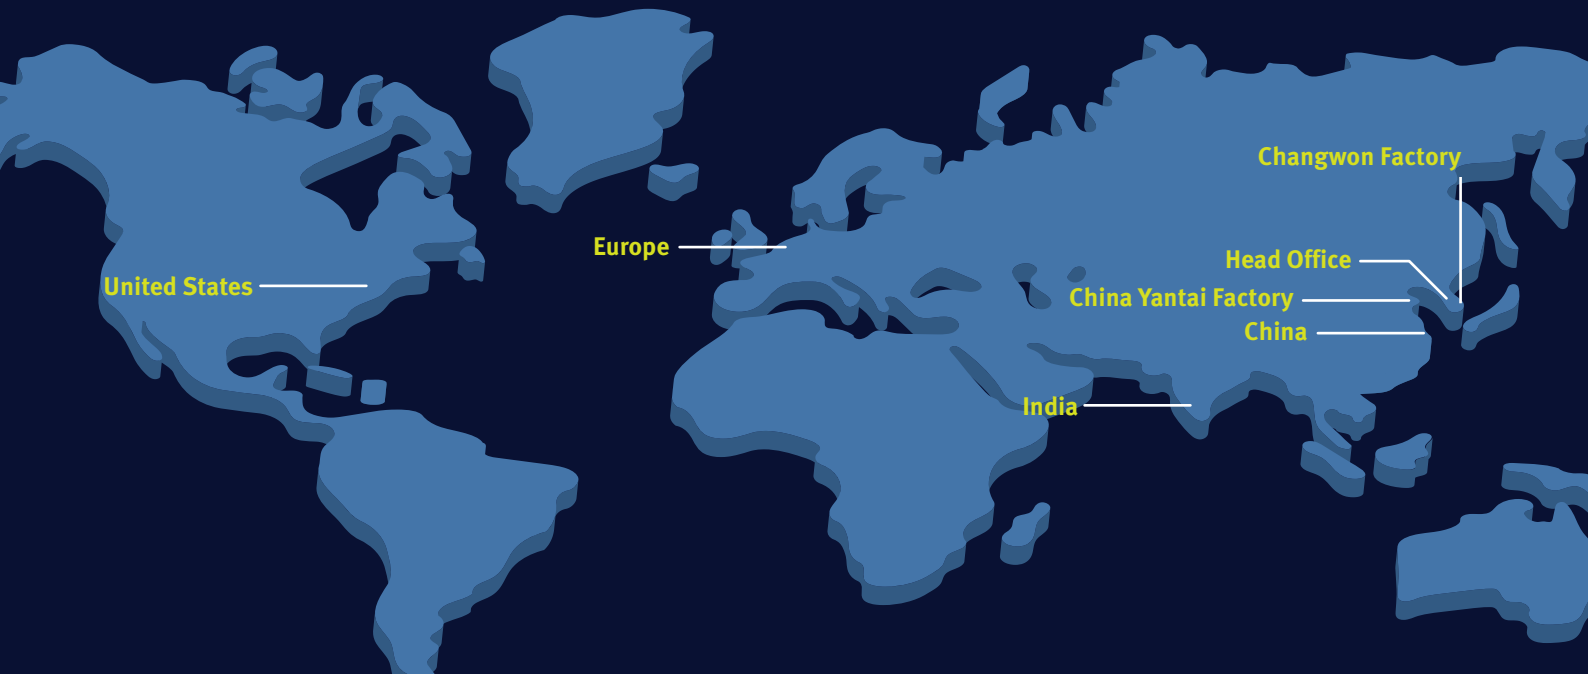 Changwon Factory
Europe
Head Office
United States
China Yantai Factory
China
India